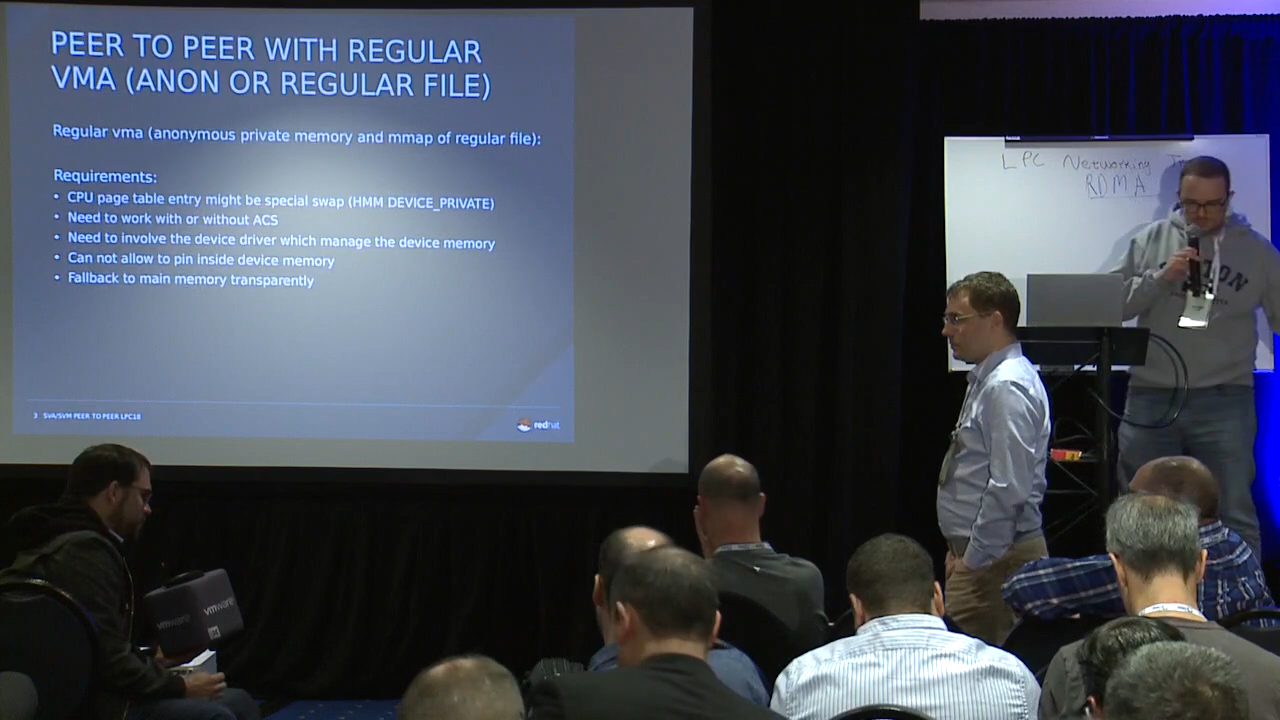 PEER TO PEER WITH REGULAR
VMA (ANON OR REGULAR FILE)
Regular vma (anonymous private memory and mmap of regular file):
Requirements:
• CPU page table entry might be special swap (HMM DEVICE_PRIVATE)
• Need to work with or without ACS
• Need to involve the device driver which manage the device memory
• Can not allow to pin inside device memory
• Fallback to main memory transparently
3 SVA/SVM PEER TO PEER LPC18
redhat
LPC Networking
RDMA
vmware
vmware